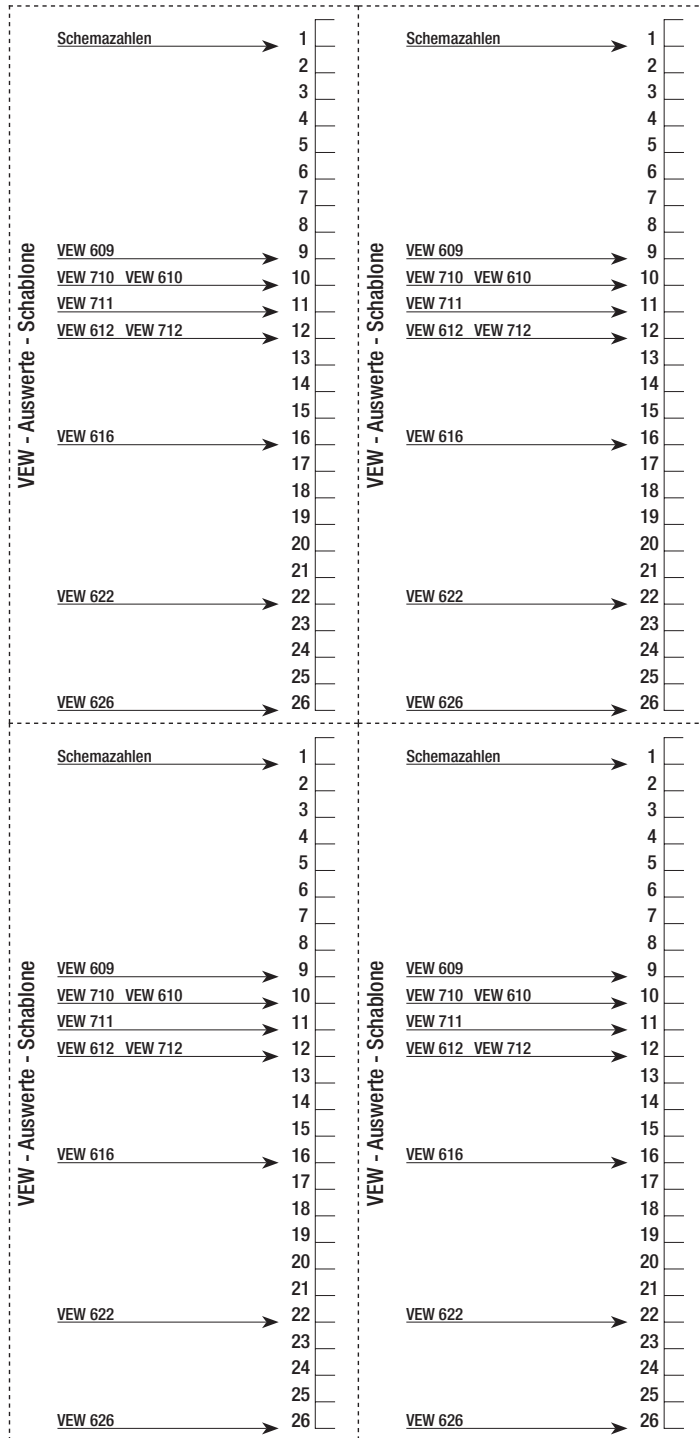 VEW - Auswerte - Schablone
Schemazahlen 1
2
3
4
5
6
7
8
VEW 609 9
VEW 710 VEW 610 10
VEW 711 11
VEW 612 VEW 712 12
13
14
15
VEW 616 16
17
18
19
20
21
VEW 622 22
23
24
25
VEW 626 26
VEW - Auswerte - Schablone
Schemazahlen 1
2
3
4
5
6
7
8
VEW 609 9
VEW 710 VEW 610 10
VEW 711 11
VEW 612 VEW 712 12
13
14
15
VEW 616 16
17
18
19
20
21
VEW 622 22
23
24
25
VEW 626 26
VEW - Auswerte - Schablone
Schemazahlen 1
2
3
4
5
6
7
8
VEW 609 9
VEW 710 VEW 610 10
VEW 711 11
VEW 612 VEW 712 12
13
14
15
VEW 616 16
17
18
19
20
21
VEW 622 22
23
24
25
VEW 626 26
VEW - Auswerte - Schablone
Schemazahlen 1
2
3
4
5
6
7
8
VEW 609 9
VEW 710 VEW 610 10
VEW 711 11
VEW 612 VEW 712 12
13
14
15
VEW 616 16
17
18
19
20
21
VEW 622 22
23
24
25
VEW 626 26